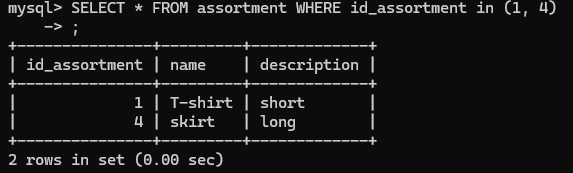 mysql> SELECT * FROM assortment WHERE id_assortment in (1, 4)
    -> ;
+---------------+---------+-------------+
| id_assortment | name    | description |
+---------------+---------+-------------+
|             1 | T-shirt | short       |
|             4 | skirt   | long        |
+---------------+---------+-------------+
2 rows in set (0.00 sec)